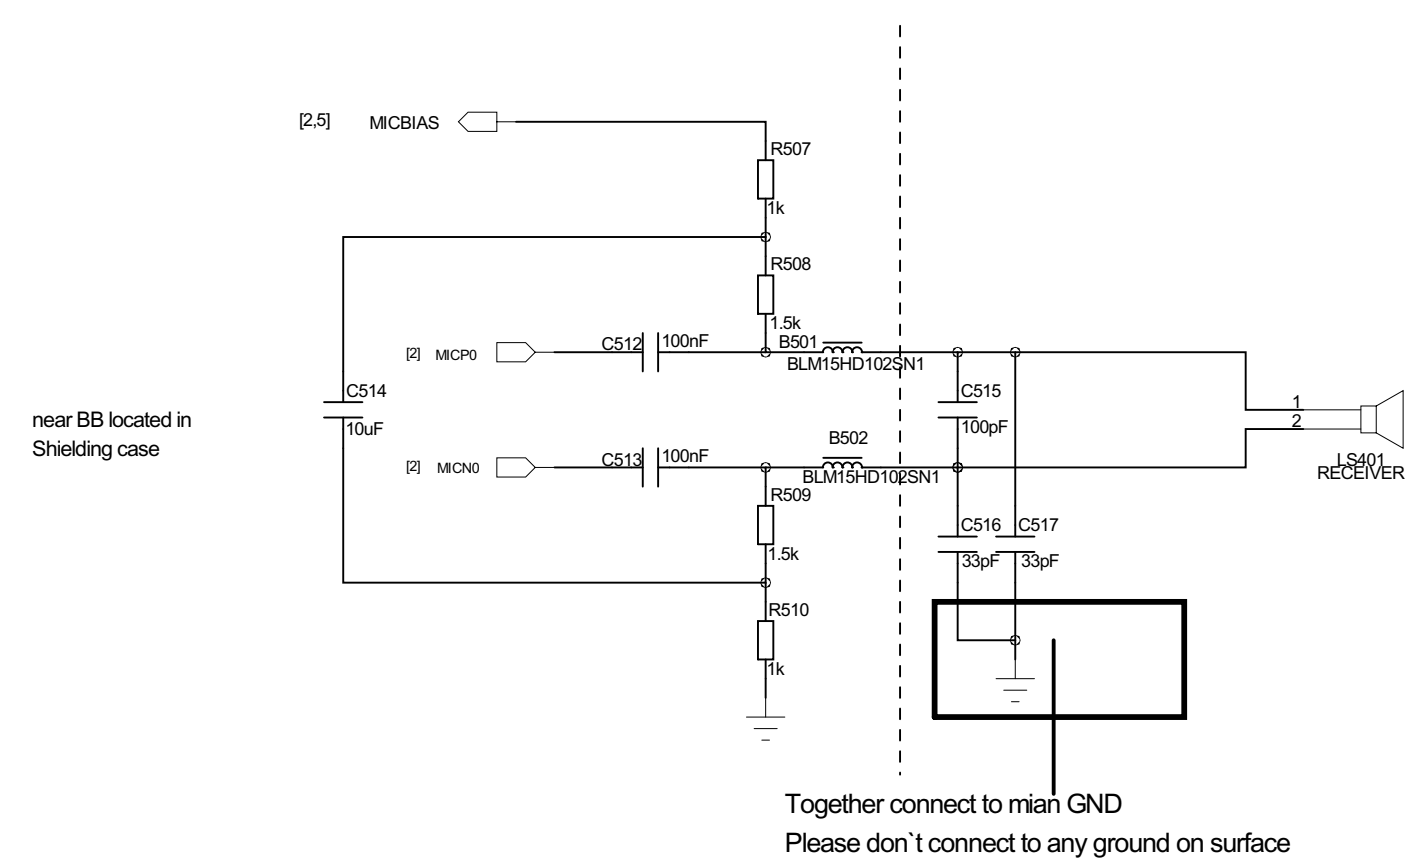 [2,5] MICBIAS
R507
1k
R508
1.5k
[2] MICP0
C512 100nF
B501
BLM15HD102SN1
C514
10uF
C515
100pF
1
2
near BB located in
Shielding case
B502
BLM15HD102SN1
[2] MICN0
C513 100nF
LS401
RECEIVER
R509
1.5k
C516 C517
33pF 33pF
R510
1k
Together connect to mian GND
Please don`t connect to any ground on surface